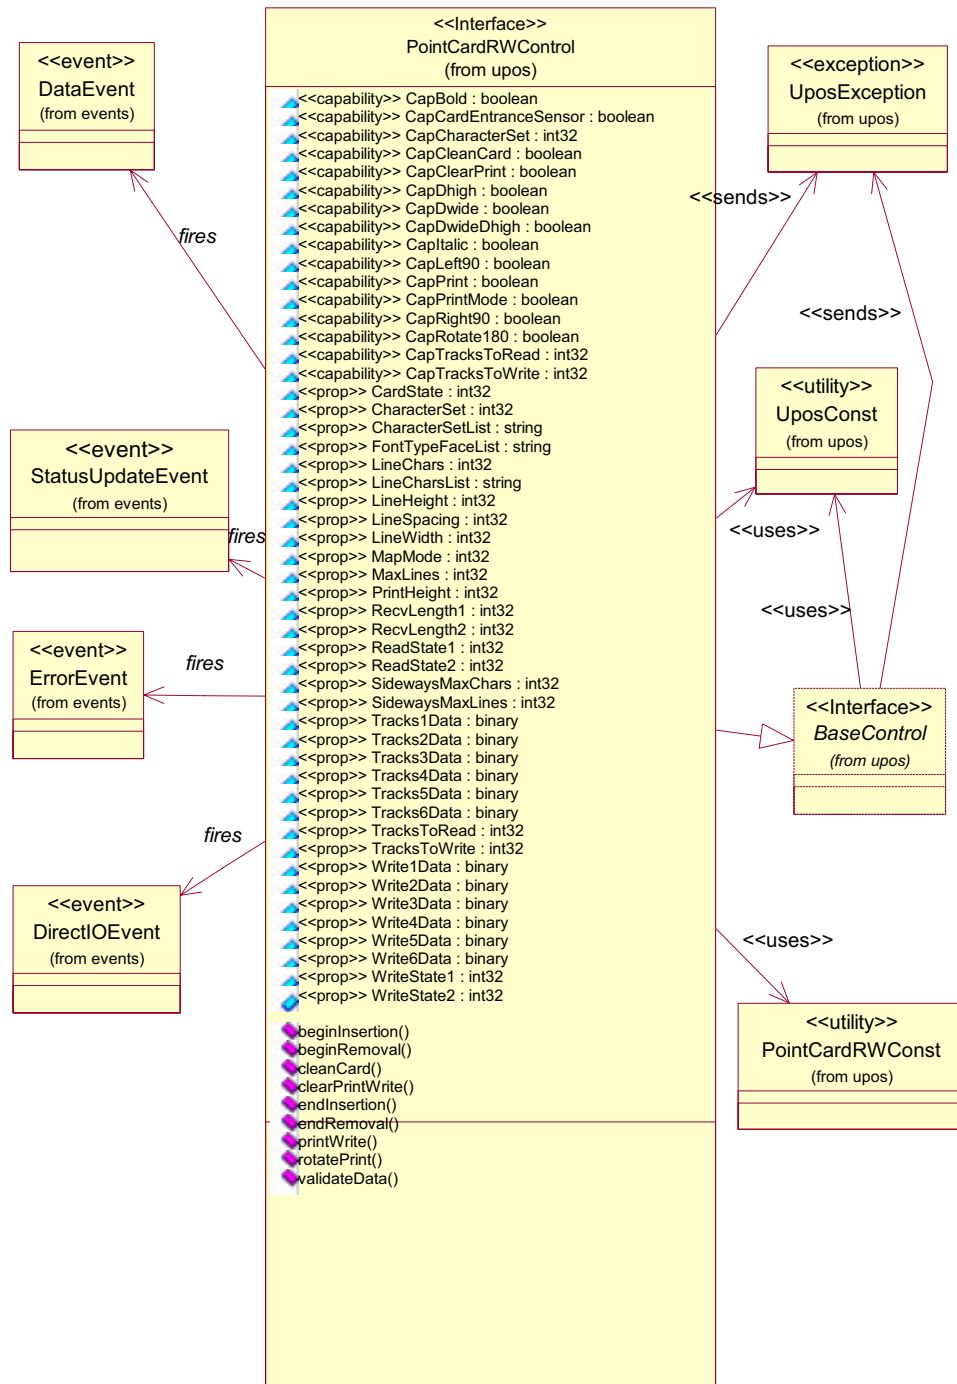 <<Interface>>
PointCardRWControl
(from upos)
<<capability>> CapBold : boolean
<<capability>> CapCardEntranceSensor : boolean
<<capability>> CapCharacterSet : int32
<<capability>> CapCleanCard : boolean
<<capability>> CapClearPrint : boolean
<<capability>> CapDhigh : boolean
<<capability>> CapDwide : boolean
<<capability>> CapDwideDhigh : boolean
<<capability>> CapItalic : boolean
<<capability>> CapLeft90 : boolean
<<capability>> CapPrint : boolean
<<capability>> CapPrintMode : boolean
<<capability>> CapRight90 : boolean
<<capability>> CapRotate180 : boolean
<<capability>> CapTracksToRead : int32
<<capability>> CapTracksToWrite : int32
<<prop>> CardState : int32
<<prop>> CharacterSet : int32
<<prop>> CharacterSetList : string
<<prop>> FontTypeFaceList : string
<<prop>> LineChars : int32
<<prop>> LineCharsList : string
<<prop>> LineHeight : int32
<<prop>> LineSpacing : int32
<<prop>> LineWidth : int32
<<prop>> MapMode : int32
<<prop>> MaxLines : int32
<<prop>> PrintHeight : int32
<<prop>> RecvLength1 : int32
<<prop>> RecvLength2 : int32
<<prop>> ReadState1 : int32
<<prop>> ReadState2 : int32
<<prop>> SidewaysMaxChars : int32
<<prop>> SidewaysMaxLines : int32
<<prop>> Tracks1Data : binary
<<prop>> Tracks2Data : binary
<<prop>> Tracks3Data : binary
<<prop>> Tracks4Data : binary
<<prop>> Tracks5Data : binary
<<prop>> Tracks6Data : binary
<<prop>> TracksToRead : int32
<<prop>> TracksToWrite : int32
<<prop>> Write1Data : binary
<<prop>> Write2Data : binary
<<prop>> Write3Data : binary
<<prop>> Write4Data : binary
<<prop>> Write5Data : binary
<<prop>> Write6Data : binary
<<prop>> WriteState1 : int32
<<prop>> WriteState2 : int32
beginInsertion()
beginRemoval()
cleanCard()
clearPrintWrite()
endInsertion()
endRemoval()
printWrite()
rotatePrint()
validateData()
<<event>>
DataEvent
(from events)
fires
<<event>>
StatusUpdateEvent
(from events)
fires
<<event>>
ErrorEvent
(from events)
fires
<<event>>
DirectIOEvent
(from events)
fires
<<exception>>
UposException
(from upos)
<<sends>>
<<sends>>
<<utility>>
UposConst
(from upos)
<<uses>>
<<uses>>
<<Interface>>
BaseControl
(from upos)
<<uses>>
<<utility>>
PointCardRWConst
(from upos)